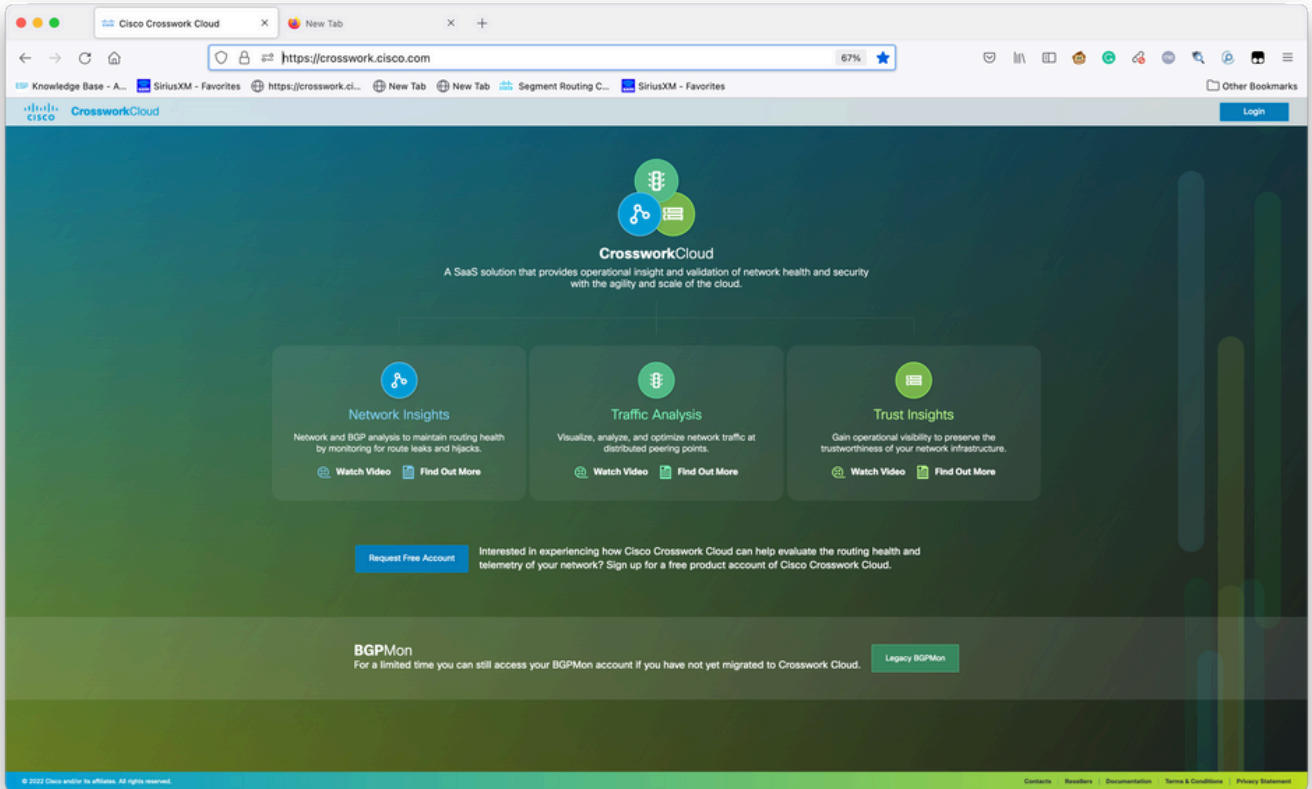 Cisco Crosswork Cloud
New Tab
https://crosswork.cisco.com
67%
ESP Knowledge Base - A...
SiriusXM - Favorites
https://crosswork.ci...
New Tab
New Tab
Segment Routing C...
SiriusXM - Favorites
Other Bookmarks
CISCO CrossworkCloud
Login
CrossworkCloud
A SaaS solution that provides operational insight and validation of network health and security
with the agility and scale of the cloud.
Network Insights
Network and BGP analysis to maintain routing health
by monitoring for route leaks and hijacks.
Watch Video Find Out More
Traffic Analysis
Visualize, analyze, and optimize network traffic at
distributed peering points.
Watch Video Find Out More
Trust Insights
Gain operational visibility to preserve the
trustworthiness of your network infrastructure.
Watch Video Find Out More
Request Free Account
Interested in experiencing how Cisco Crosswork Cloud can help evaluate the routing health and
telemetry of your network? Sign up for a free product account of Cisco Crosswork Cloud.
BGPMon
For a limited time you can still access your BGPMon account if you have not yet migrated to Crosswork Cloud.
Legacy BGPMon
© 2022 Cisco and/or its affiliates. All rights reserved.
Contacts | Resellers | Documentation | Terms & Conditions | Privacy Statement